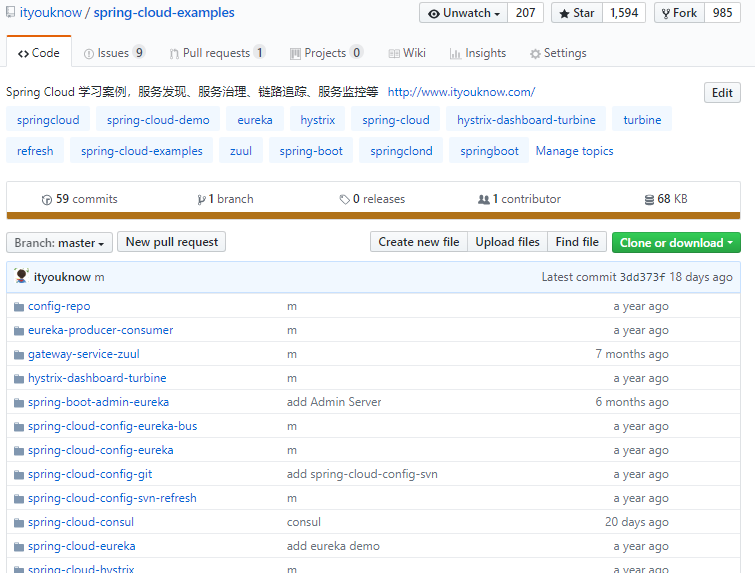 ityouknow / spring-cloud-examples Unwatch 207 Star 1,594 Fork 985
Code Issues 9 Pull requests 1 Projects 0 Wiki Insights Settings
Spring Cloud 学习案例，服务发现、服务治理、链路追踪、服务监控等 http://www.ityouknow.com/ Edit
springcloud spring-cloud-demo eureka hystrix spring-cloud hystrix-dashboard-turbine turbine
refresh spring-cloud-examples zuul spring-boot springclond springboot Manage topics
59 commits 1 branch 0 releases 1 contributor 68 KB
Branch: master New pull request Create new file Upload files Find file Clone or download
ityouknow m Latest commit 3dd373f 18 days ago
config-repo m a year ago
eureka-producer-consumer m a year ago
gateway-service-zuul m 7 months ago
hystrix-dashboard-turbine m a year ago
spring-boot-admin-eureka add Admin Server 6 months ago
spring-cloud-config-eureka-bus m a year ago
spring-cloud-config-eureka m a year ago
spring-cloud-config-git add spring-cloud-config-svn a year ago
spring-cloud-config-svn-refresh m a year ago
spring-cloud-consul consul 20 days ago
spring-cloud-eureka add eureka demo a year ago
spring-cloud-hystrix m a year ago